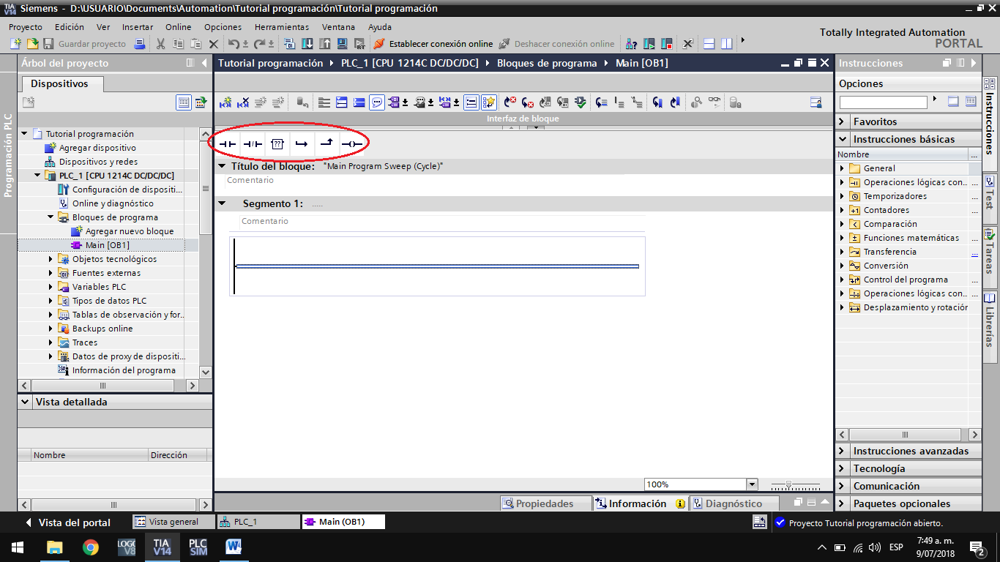 TIA V14 Siemens - D:\USUARIO\Documents\Automation\Tutorial programación\Tutorial programación
Proyecto Edición Ver Insertar Online Opciones Herramientas Ventana Ayuda
Totally Integrated Automation
PORTAL
Guardar proyecto Establecer conexión online Deshacer conexión online
Programación PLC
Árbol del proyecto
Dispositivos
Tutorial programación
Agregar dispositivo
Dispositivos y redes
PLC_1 [CPU 1214C DC/DC/DC]
Configuración de dispositi...
Online y diagnóstico
Bloques de programa
Agregar nuevo bloque
Main [OB1]
Objetos tecnológicos
Fuentes externas
Variables PLC
Tipos de datos PLC
Tablas de observación y for..
Backups online
Traces
Datos de proxy de dispositi...
Información del programa
Vista detallada
Nombre Dirección
Tutorial programación PLC_1 [CPU 1214C DC/DC/DC] Bloques de programa Main [OB1]
Interfaz de bloque
??
Título del bloque: "Main Program Sweep (Cycle)"
Comentario
Segmento 1: .....
Comentario
100%
Propiedades Información Diagnóstico
Instrucciones
Opciones
Favoritos
Instrucciones básicas
Nombre ...
General
Operaciones lógicas con.. ...
Temporizadores ...
Contadores ...
Comparación ...
Funciones matemáticas ...
Transferencia ...
Conversión ...
Control del programa ...
Operaciones lógicas con.. ...
Desplazamiento y rotación
Instrucciones avanzadas
Tecnología
Comunicación
Paquetes opcionales
Instrucciones
Test
Tareas
Librerías
Vista del portal Vista general PLC_1 Main (OB1) Proyecto Tutorial programación abierto.
LOGO V8 TIA V14 PLC SIM W ESP 7:49 a. m.
9/07/2018 2